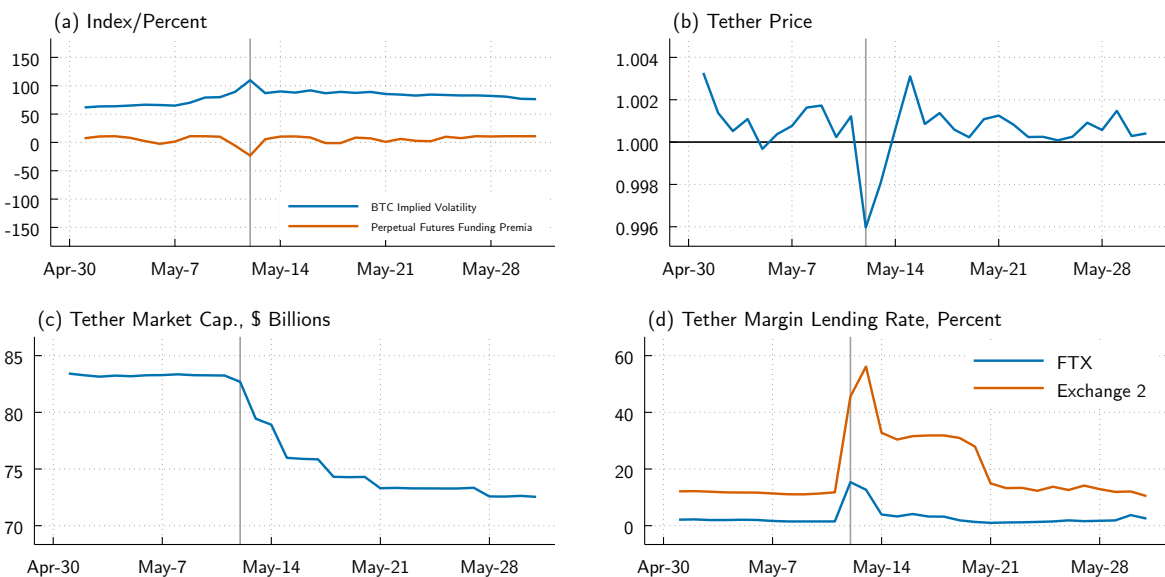 (a) Index/Percent
150
100
50
0
-50
-100
-150
BTC Implied Volatility
Perpetual Futures Funding Premia
Apr-30 May-7 May-14 May-21 May-28
(b) Tether Price
1.004
1.002
1.000
0.998
0.996
Apr-30 May-7 May-14 May-21 May-28
(c) Tether Market Cap., $ Billions
85
80
75
70
Apr-30 May-7 May-14 May-21 May-28
(d) Tether Margin Lending Rate, Percent
60
40
20
0
FTX
Exchange 2
Apr-30 May-7 May-14 May-21 May-28